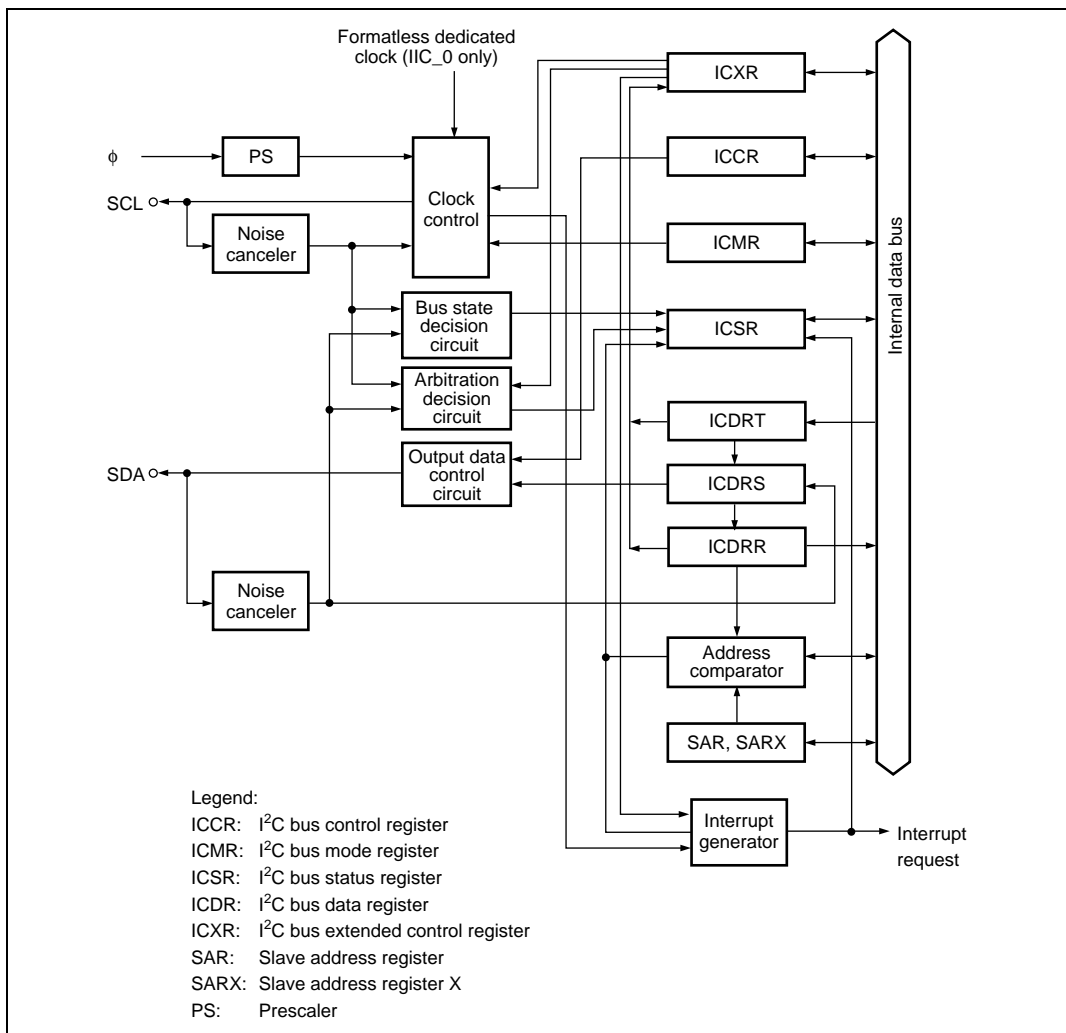 Formatless dedicated
clock (IIC_0 only)
ϕ
PS
SCL
Noise
canceler
Clock
control
Bus state
decision
circuit
Arbitration
decision
circuit
Output data
control
circuit
SDA
Noise
canceler
ICXR
ICCR
ICMR
ICSR
ICDRT
ICDRS
ICDRR
Address
comparator
SAR, SARX
Internal data bus
Interrupt
generator
Interrupt
request
Legend:
ICCR: I²C bus control register
ICMR: I²C bus mode register
ICSR: I²C bus status register
ICDR: I²C bus data register
ICXR: I²C bus extended control register
SAR: Slave address register
SARX: Slave address register X
PS: Prescaler